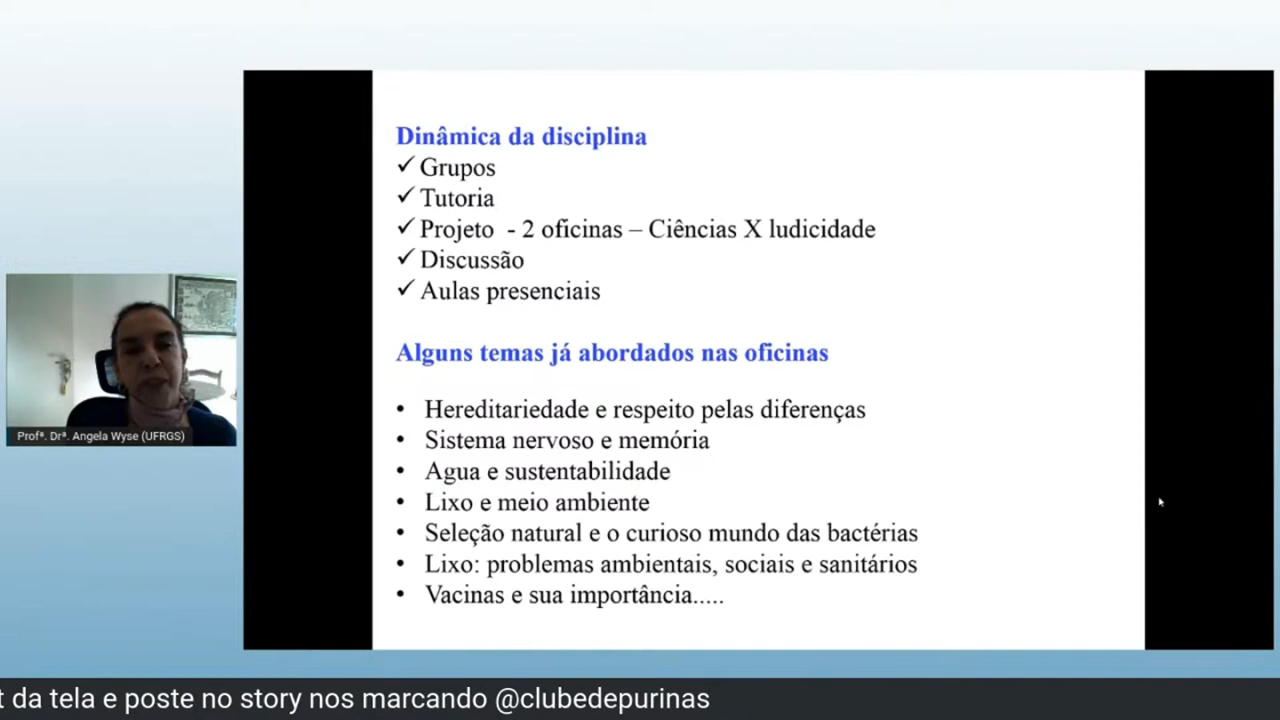 Dinâmica da disciplina
✓ Grupos
✓ Tutoria
✓ Projeto - 2 oficinas – Ciências X ludicidade
✓ Discussão
✓ Aulas presenciais
Alguns temas já abordados nas oficinas
• Hereditariedade e respeito pelas diferenças
• Sistema nervoso e memória
• Agua e sustentabilidade
• Lixo e meio ambiente
• Seleção natural e o curioso mundo das bactérias
• Lixo: problemas ambientais, sociais e sanitários
• Vacinas e sua importância.....
Profª. Drª. Angela Wyse (UFRGS)
t da tela e poste no story nos marcando @clubedepurinas